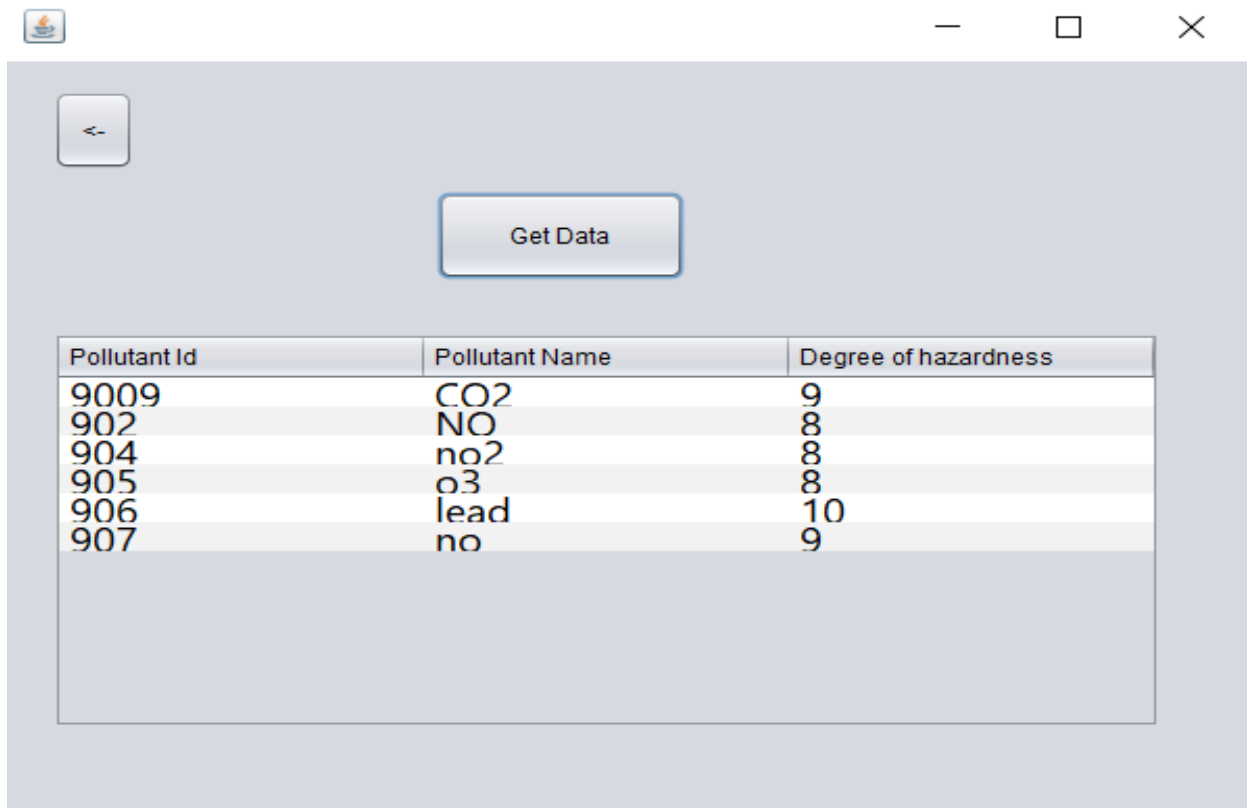 <-
Get Data
Pollutant Id Pollutant Name Degree of hazardness
9009 CO2 9
902 NO 8
904 no2 8
905 o3 8
906 lead 10
907 no 9